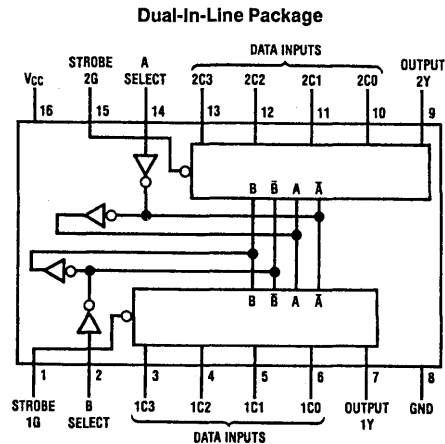 Dual-In-Line Package
DATA INPUTS
STROBE 2G
A SELECT
VCC
2C3
2C2
2C1
2C0
OUTPUT 2Y
16
15
14
13
12
11
10
9
B B̅ A A̅
B B̅ A A̅
1
2
3
4
5
6
7
8
STROBE 1G
B SELECT
1C3
1C2
1C1
1C0
OUTPUT 1Y
GND
DATA INPUTS